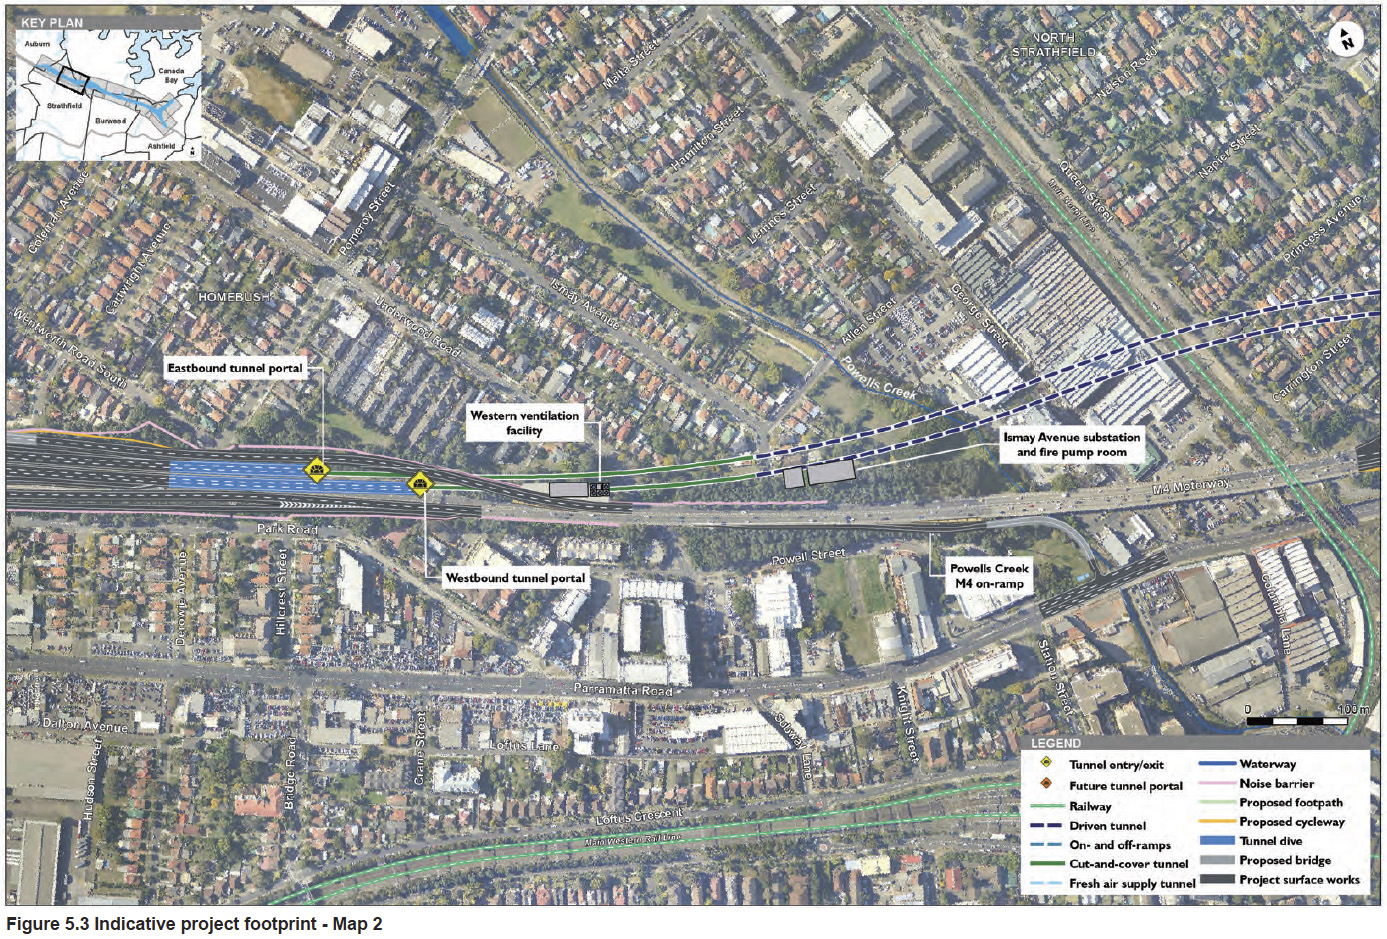 KEY PLAN
Auburn
Canada
Bay
Strathfield
Burwood
Ashfield
N
NORTH
STRATHFIELD
N
Malta Street
Nelson Road
Hamilton Street
Queen Street
Napier Street
Coleman Avenue
Cartwright Avenue
Pomeroy Street
Lemnos Street
Princess Avenue
HOMEBUSH
Ismay Avenue
Underwood Road
Allen Street
George Street
Wentworth Road South
Carrington Street
Powells Creek
Eastbound tunnel portal
Western ventilation
facility
Ismay Avenue substation
and fire pump room
M4 Motorway
Park Road
Powell Street
Powells Creek
M4 on-ramp
Westbound tunnel portal
Derowie Avenue
Hillcrest Street
Columbia Lane
Station Street
Parramatta Road
Knight Street
Subway Lane
Dalton Avenue
Loftus Lane
Crane Street
Bridge Road
Hudson Street
Loftus Crescent
Main Western Rail Line
0 100 m
LEGEND
Tunnel entry/exit
Future tunnel portal
Railway
Driven tunnel
On- and off-ramps
Cut-and-cover tunnel
Fresh air supply tunnel
Waterway
Noise barrier
Proposed footpath
Proposed cycleway
Tunnel dive
Proposed bridge
Project surface works
Figure 5.3 Indicative project footprint - Map 2